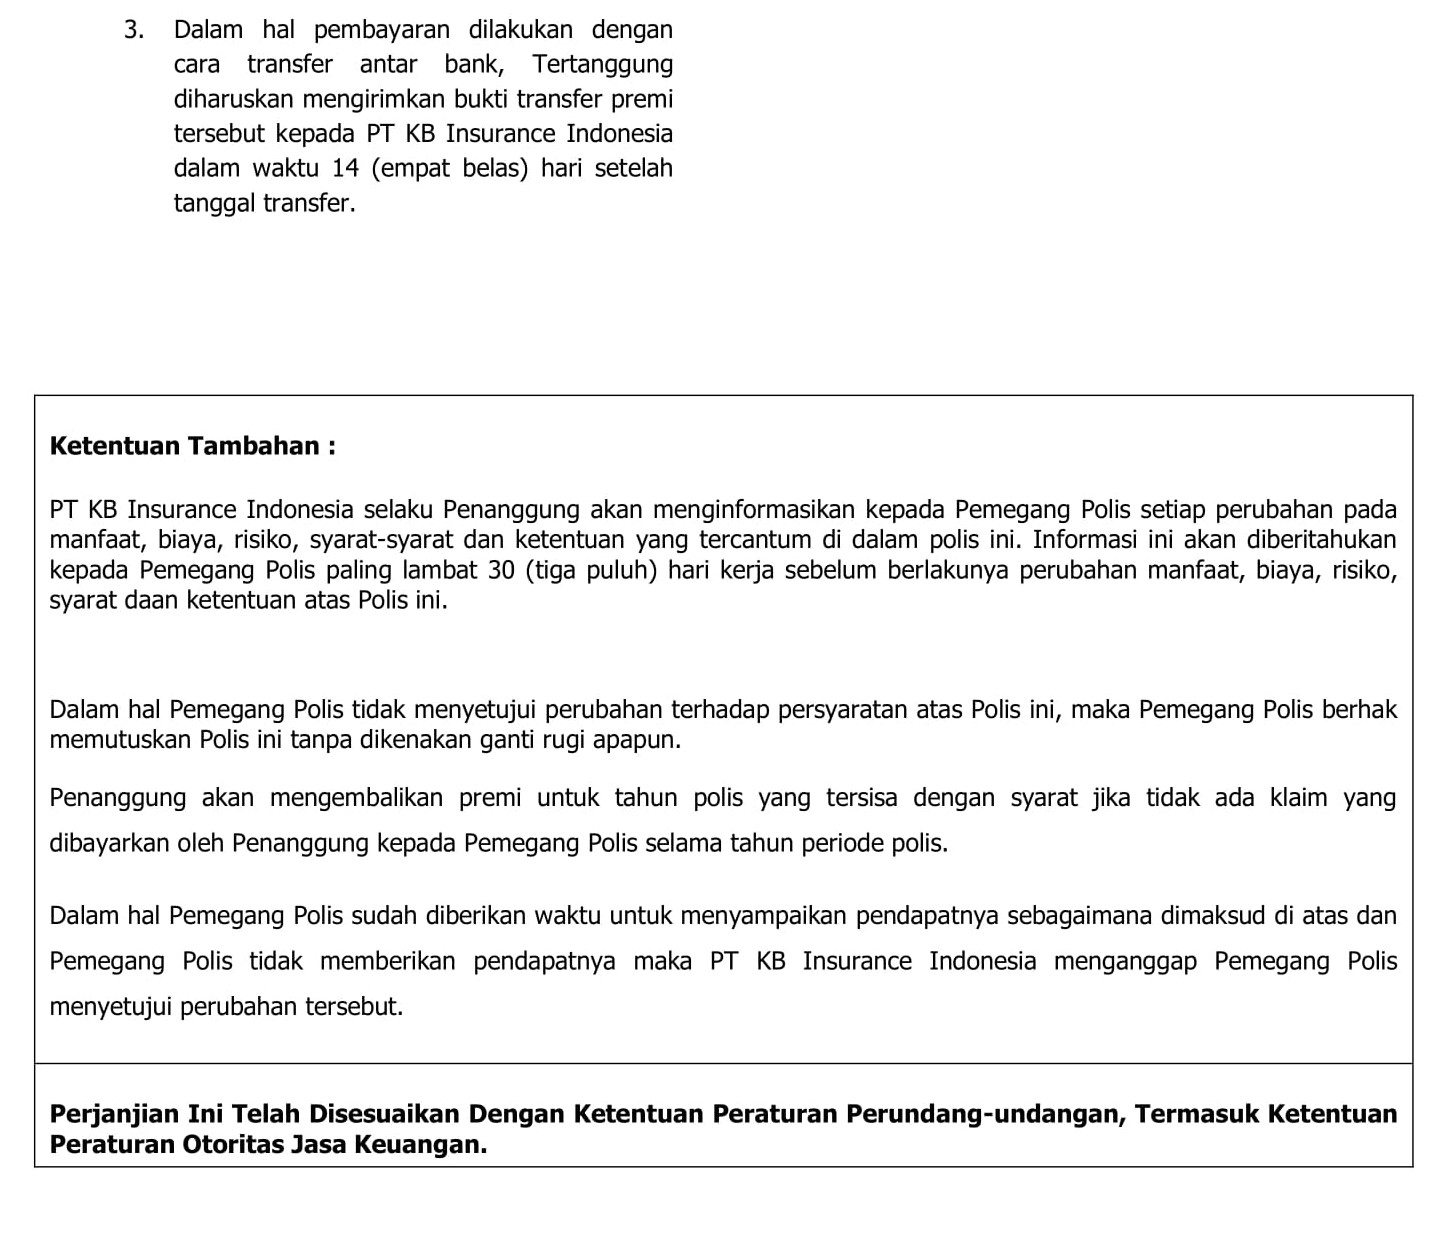 3. Dalam hal pembayaran dilakukan dengan
cara transfer antar bank, Tertanggung
diharuskan mengirimkan bukti transfer premi
tersebut kepada PT KB Insurance Indonesia
dalam waktu 14 (empat belas) hari setelah
tanggal transfer.
Ketentuan Tambahan :
PT KB Insurance Indonesia selaku Penanggung akan menginformasikan kepada Pemegang Polis setiap perubahan pada
manfaat, biaya, risiko, syarat-syarat dan ketentuan yang tercantum di dalam polis ini. Informasi ini akan diberitahukan
kepada Pemegang Polis paling lambat 30 (tiga puluh) hari kerja sebelum berlakunya perubahan manfaat, biaya, risiko,
syarat daan ketentuan atas Polis ini.
Dalam hal Pemegang Polis tidak menyetujui perubahan terhadap persyaratan atas Polis ini, maka Pemegang Polis berhak
memutuskan Polis ini tanpa dikenakan ganti rugi apapun.
Penanggung akan mengembalikan premi untuk tahun polis yang tersisa dengan syarat jika tidak ada klaim yang
dibayarkan oleh Penanggung kepada Pemegang Polis selama tahun periode polis.
Dalam hal Pemegang Polis sudah diberikan waktu untuk menyampaikan pendapatnya sebagaimana dimaksud di atas dan
Pemegang Polis tidak memberikan pendapatnya maka PT KB Insurance Indonesia menganggap Pemegang Polis
menyetujui perubahan tersebut.
Perjanjian Ini Telah Disesuaikan Dengan Ketentuan Peraturan Perundang-undangan, Termasuk Ketentuan
Peraturan Otoritas Jasa Keuangan.